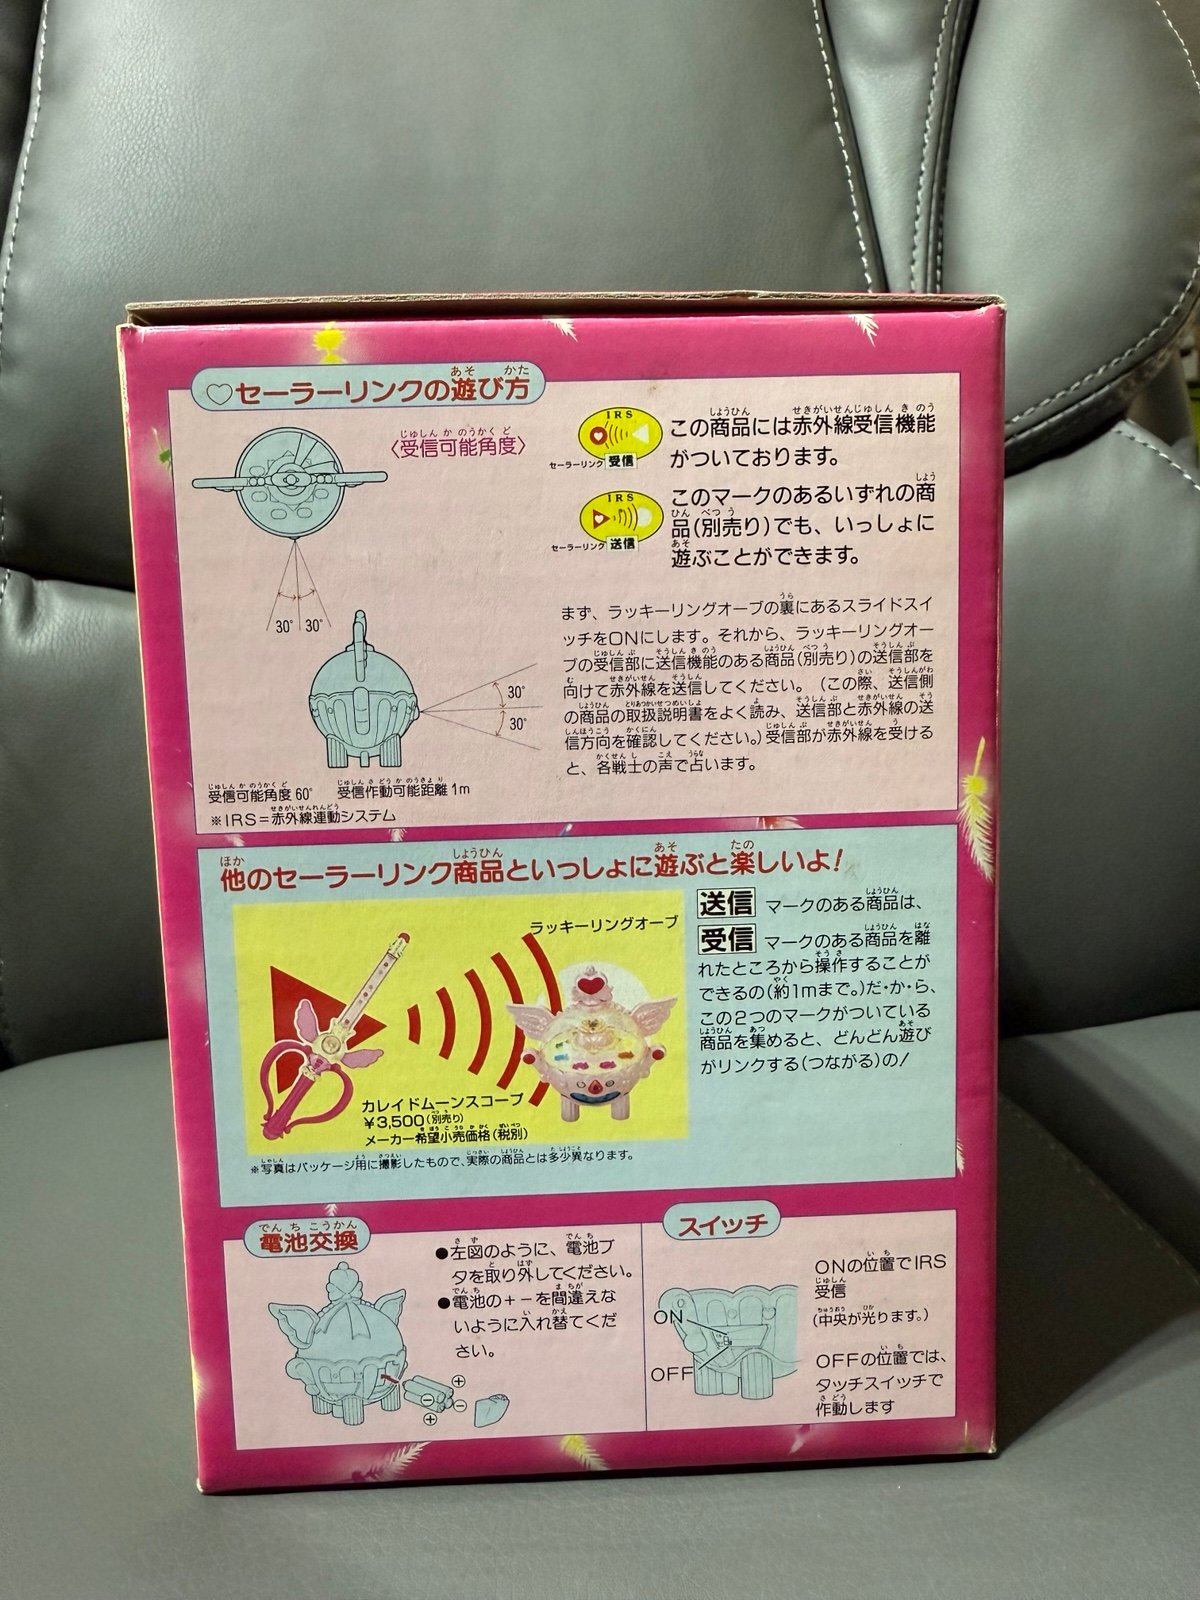 ♡セーラーリンクの遊び方
〈受信可能角度〉
30° 30°
30°
30°
受信可能角度60° 受信作動可能距離1m
※IRS=赤外線連動システム
IRS
セーラーリンク 受信
この商品には赤外線受信機能
がついております。
IRS
セーラーリンク 送信
このマークのあるいずれの商
品(別売り)でも、いっしょに
遊ぶことができます。
まず、ラッキーリングオーブの裏にあるスライドスイ
ッチをONにします。それから、ラッキーリングオー
ブの受信部に送信機能のある商品(別売り)の送信部を
向けて赤外線を送信してください。(この際、送信側
の商品の取扱説明書をよく読み、送信部と赤外線の送
信方向を確認してください。)受信部が赤外線を受ける
と、各戦士の声で占います。
他のセーラーリンク商品といっしょに遊ぶと楽しいよ!
ラッキーリングオーブ
カレイドムーンスコープ
¥3,500(別売り)
メーカー希望小売価格(税別)
※写真はパッケージ用に撮影したもので、実際の商品とは多少異なります。
送信 マークのある商品は、
受信 マークのある商品を離
れたところから操作することが
できるの(約1mまで。)だ・か・ら、
この2つのマークがついている
商品を集めると、どんどん遊び
がリンクする(つながる)の!
電池交換
●左図のように、電池ブ
タを取り外してください。
●電池の+-を間違えな
いように入れ替てくだ
さい。
⊕
⊖ ⊖
⊕
スイッチ
ON
OFF
ONの位置でIRS
受信
(中央が光ります。)
OFFの位置では、
タッチスイッチで
作動します